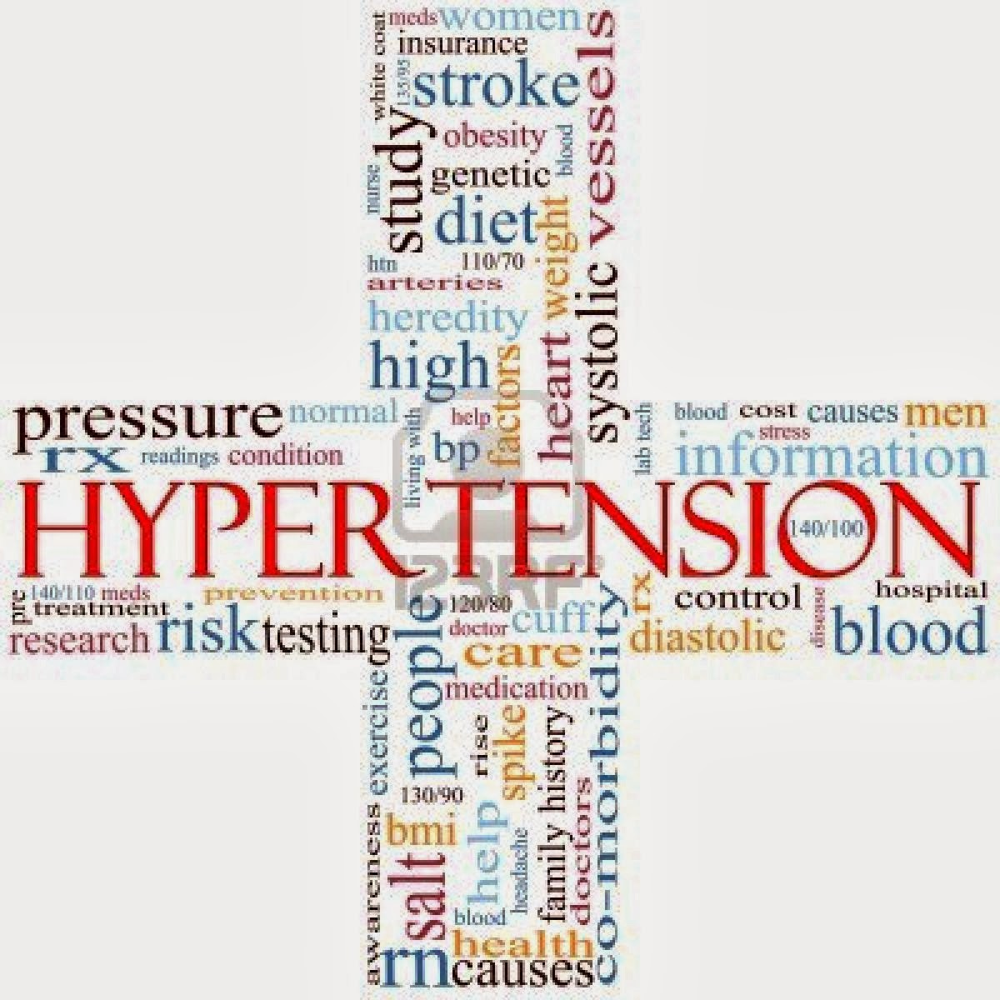 white coat
meds women
insurance
135/95
stroke
vessels
study
obesity
blood
nurse
genetic
diet
weight
htn
110/70
arteries
heredity
systolic
high
factors
heart
pressure
normal
living with
help
bp
lab tech
blood cost causes men
stress
rx readings condition
information
HYPERTENSION
140/100
123RF
pre
140/110 meds
prevention
treatment
research risk testing
people
120/80
doctor cuff
rx
control
disease
hospital
diastolic
blood
care
medication
exercise
rise
spike
family history
co-morbidity
130/90
awareness
bmi
help
headache
doctors
salt
blood
health
rn causes